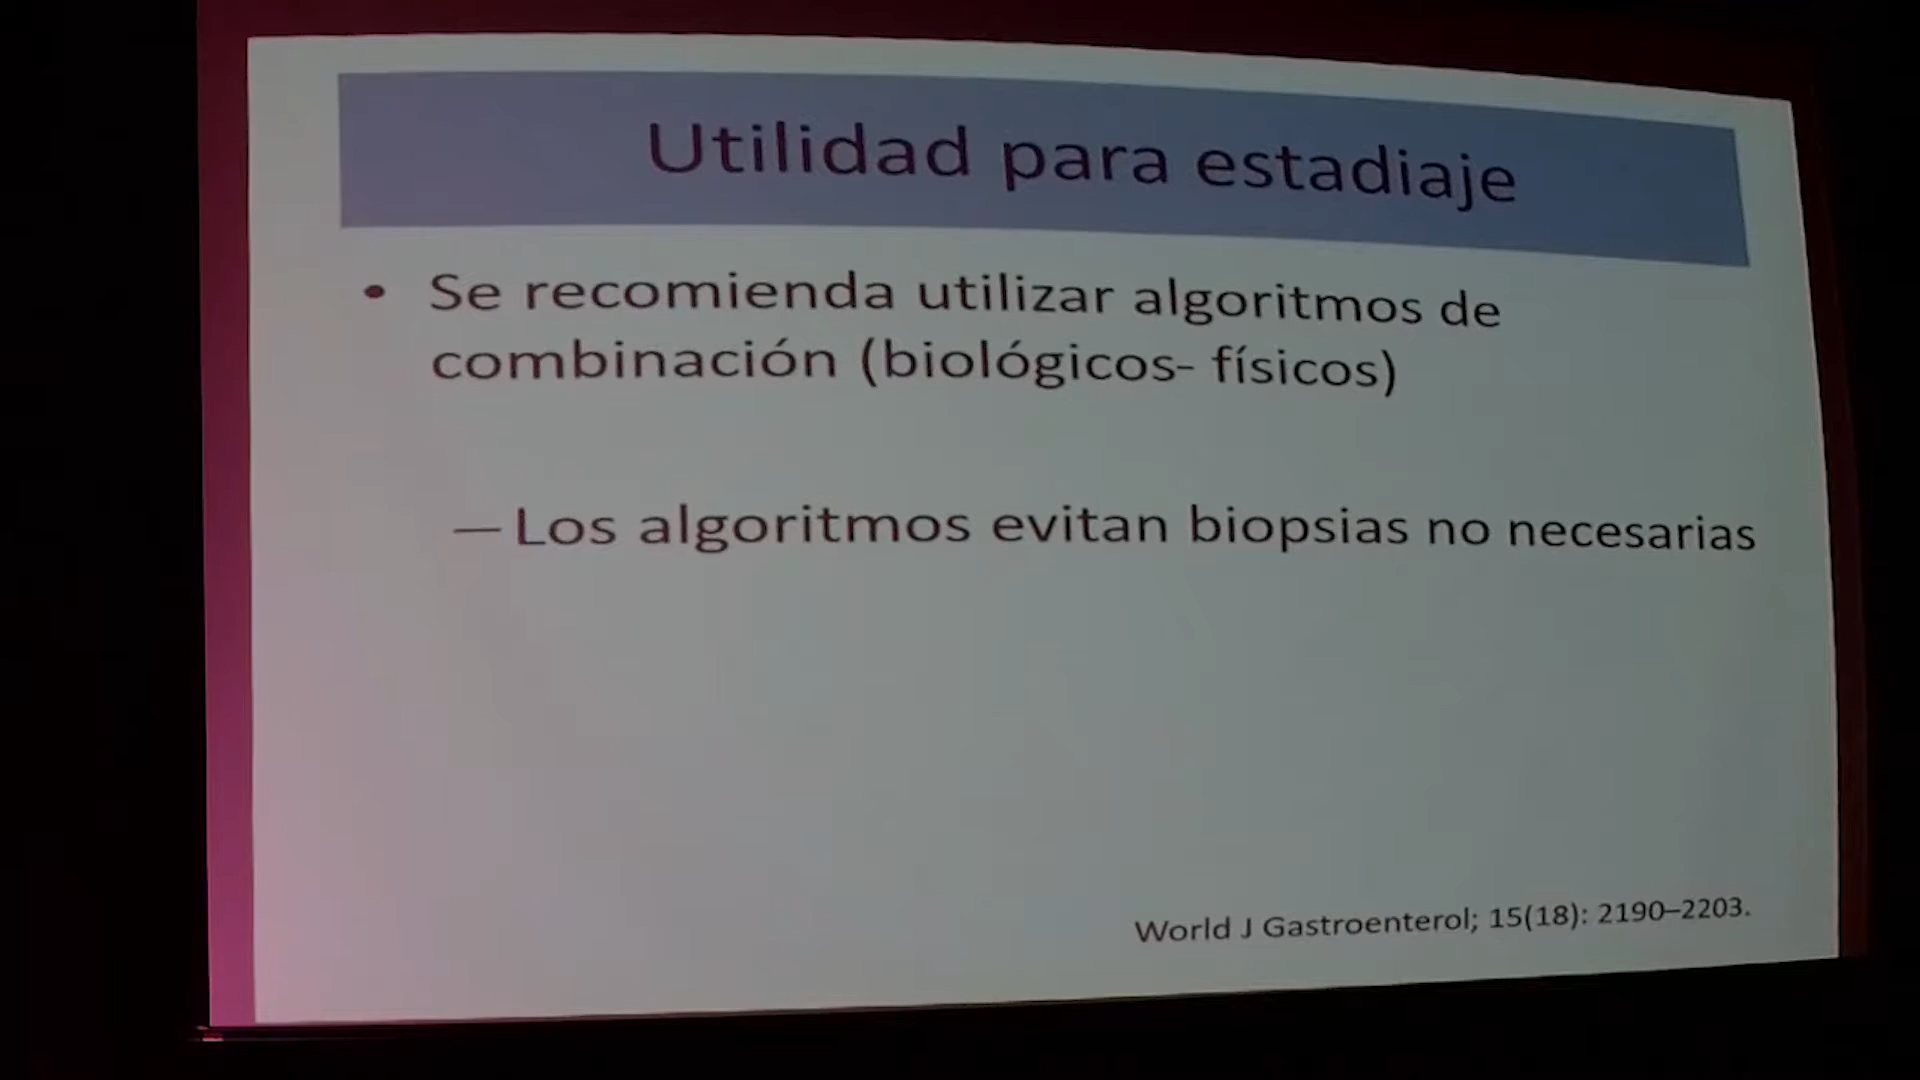 Utilidad para estadiaje
• Se recomienda utilizar algoritmos de
combinación (biológicos- físicos)
— Los algoritmos evitan biopsias no necesarias
World J Gastroenterol; 15(18): 2190–2203.